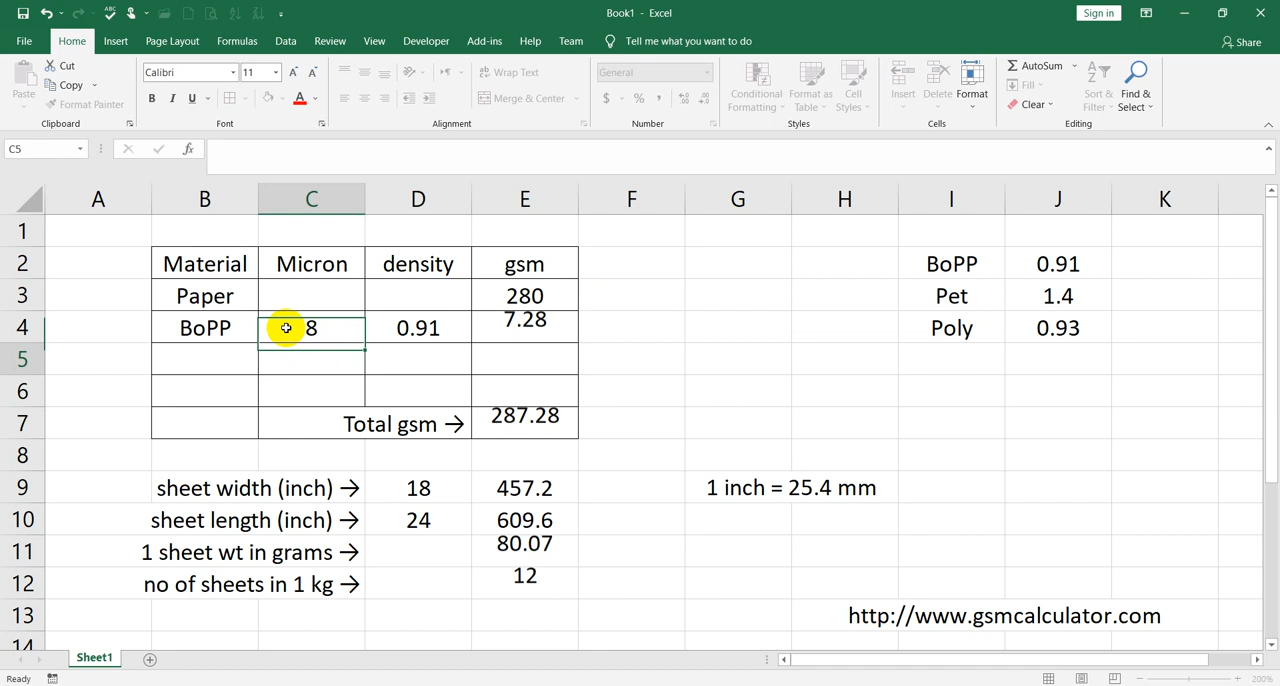 Book1 - Excel
Sign in
File Home Insert Page Layout Formulas Data Review View Developer Add-ins Help Team Tell me what you want to do Share
Paste Cut Copy Format Painter Clipboard
Calibri 11 B I U A Font
Wrap Text Merge & Center Alignment
General $ % , Number
Conditional Formatting Format as Table Cell Styles Styles
Insert Delete Format Cells
AutoSum Fill Clear Sort & Filter Find & Select Editing
C5 fx
A B C D E F G H I J K
1
2 Material Micron density gsm BoPP 0.91
3 Paper 280 Pet 1.4
4 BoPP 8 0.91 7.28 Poly 0.93
5
6
7 Total gsm → 287.28
8
9 sheet width (inch) → 18 457.2 1 inch = 25.4 mm
10 sheet length (inch) → 24 609.6
11 1 sheet wt in grams → 80.07
12 no of sheets in 1 kg → 12
13 http://www.gsmcalculator.com
14
Sheet1
Ready 200%